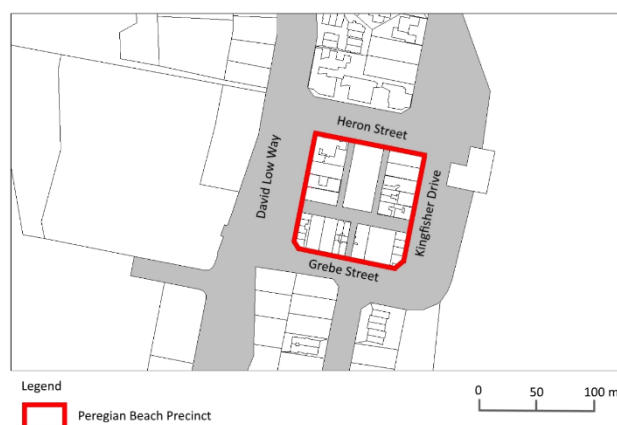 Heron Street
David Low Way
Kingfisher Drive
Grebe Street
Legend
Peregian Beach Precinct
0 50 100 m